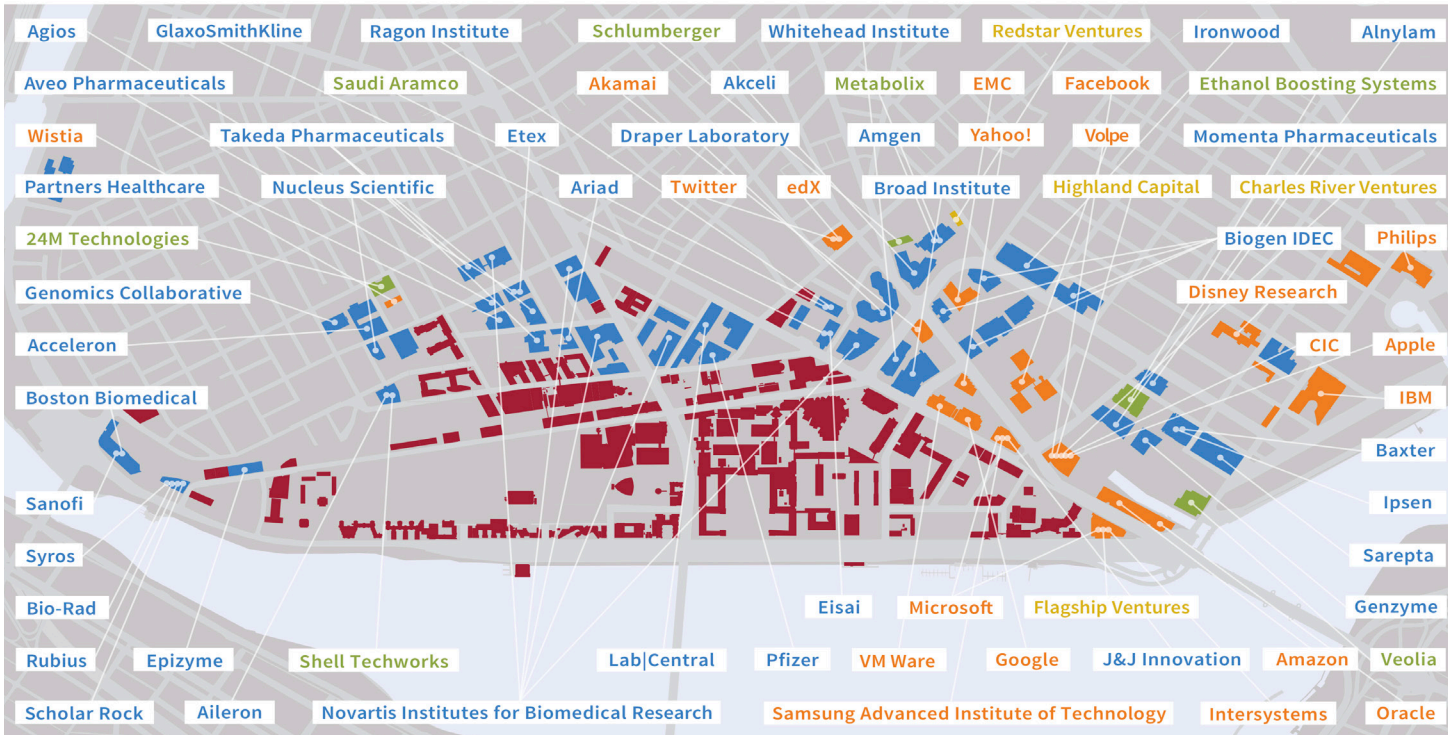 Agios
GlaxoSmithKline
Ragon Institute
Schlumberger
Whitehead Institute
Redstar Ventures
Ironwood
Alnylam
Aveo Pharmaceuticals
Saudi Aramco
Akamai
Akceli
Metabolix
EMC
Facebook
Ethanol Boosting Systems
Wistia
Takeda Pharmaceuticals
Etex
Draper Laboratory
Amgen
Yahoo!
Volpe
Momenta Pharmaceuticals
Partners Healthcare
Nucleus Scientific
Ariad
Twitter
edX
Broad Institute
Highland Capital
Charles River Ventures
24M Technologies
Biogen IDEC
Philips
Genomics Collaborative
Disney Research
Acceleron
CIC
Apple
Boston Biomedical
IBM
Baxter
Sanofi
Ipsen
Syros
Sarepta
Bio-Rad
Eisai
Microsoft
Flagship Ventures
Genzyme
Rubius
Epizyme
Shell Techworks
Lab|Central
Pfizer
VM Ware
Google
J&J Innovation
Amazon
Veolia
Scholar Rock
Aileron
Novartis Institutes for Biomedical Research
Samsung Advanced Institute of Technology
Intersystems
Oracle